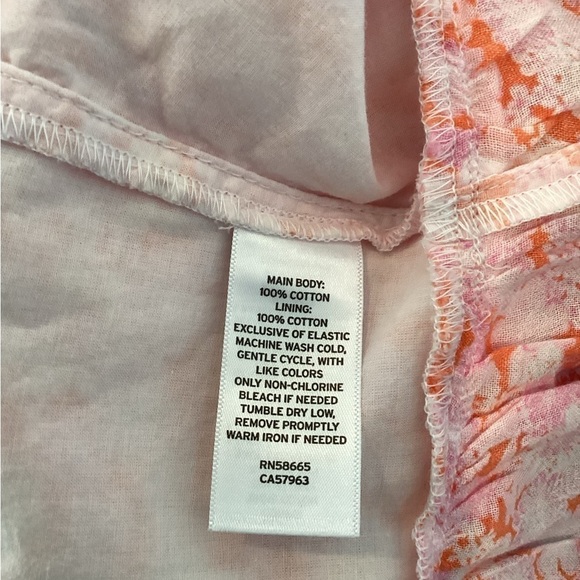 MAIN BODY:
100% COTTON
LINING:
100% COTTON
EXCLUSIVE OF ELASTIC
MACHINE WASH COLD,
GENTLE CYCLE, WITH
LIKE COLORS
ONLY NON-CHLORINE
BLEACH IF NEEDED
TUMBLE DRY LOW,
REMOVE PROMPTLY
WARM IRON IF NEEDED
RN58665
CA57963